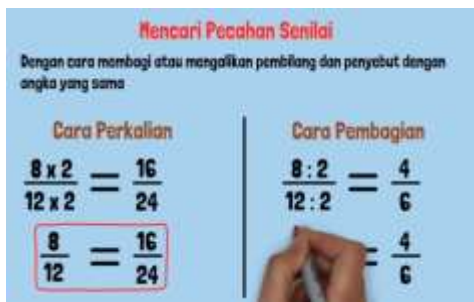 Mencari Pecahan Senilai
Dengan cara membagi atau mengalikan pembilang dan penyebut dengan
angka yang sama
Cara Perkalian
8 x 2
12 x 2
=
16
24
8
12
=
16
24
Cara Pembagian
8 : 2
12 : 2
=
4
6
=
4
6